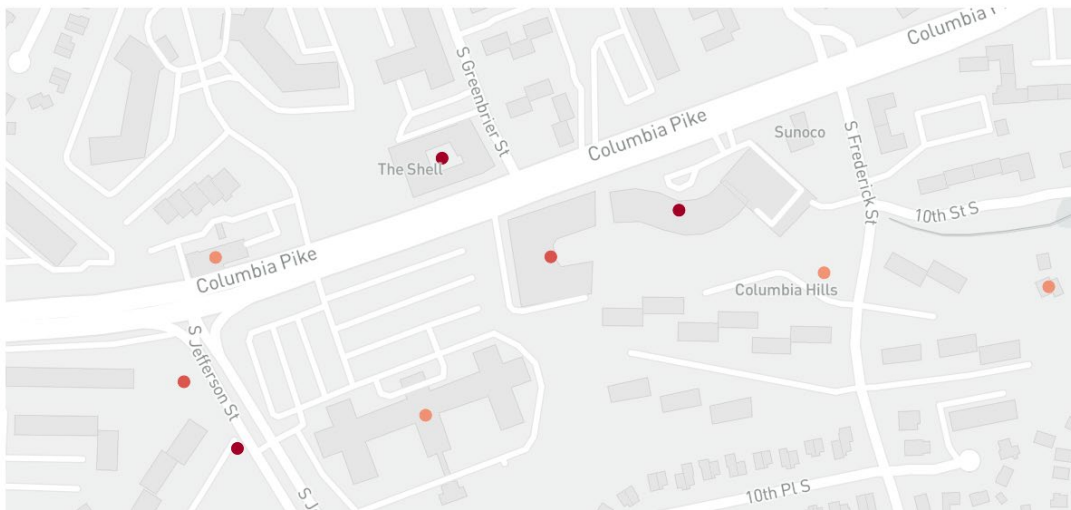 Columbia Pi
S Greenbrier St
Columbia Pike
Sunoco
S Frederick St
The Shell
10th St S
Columbia Pike
Columbia Hills
S Jefferson St
S J
10th Pl S